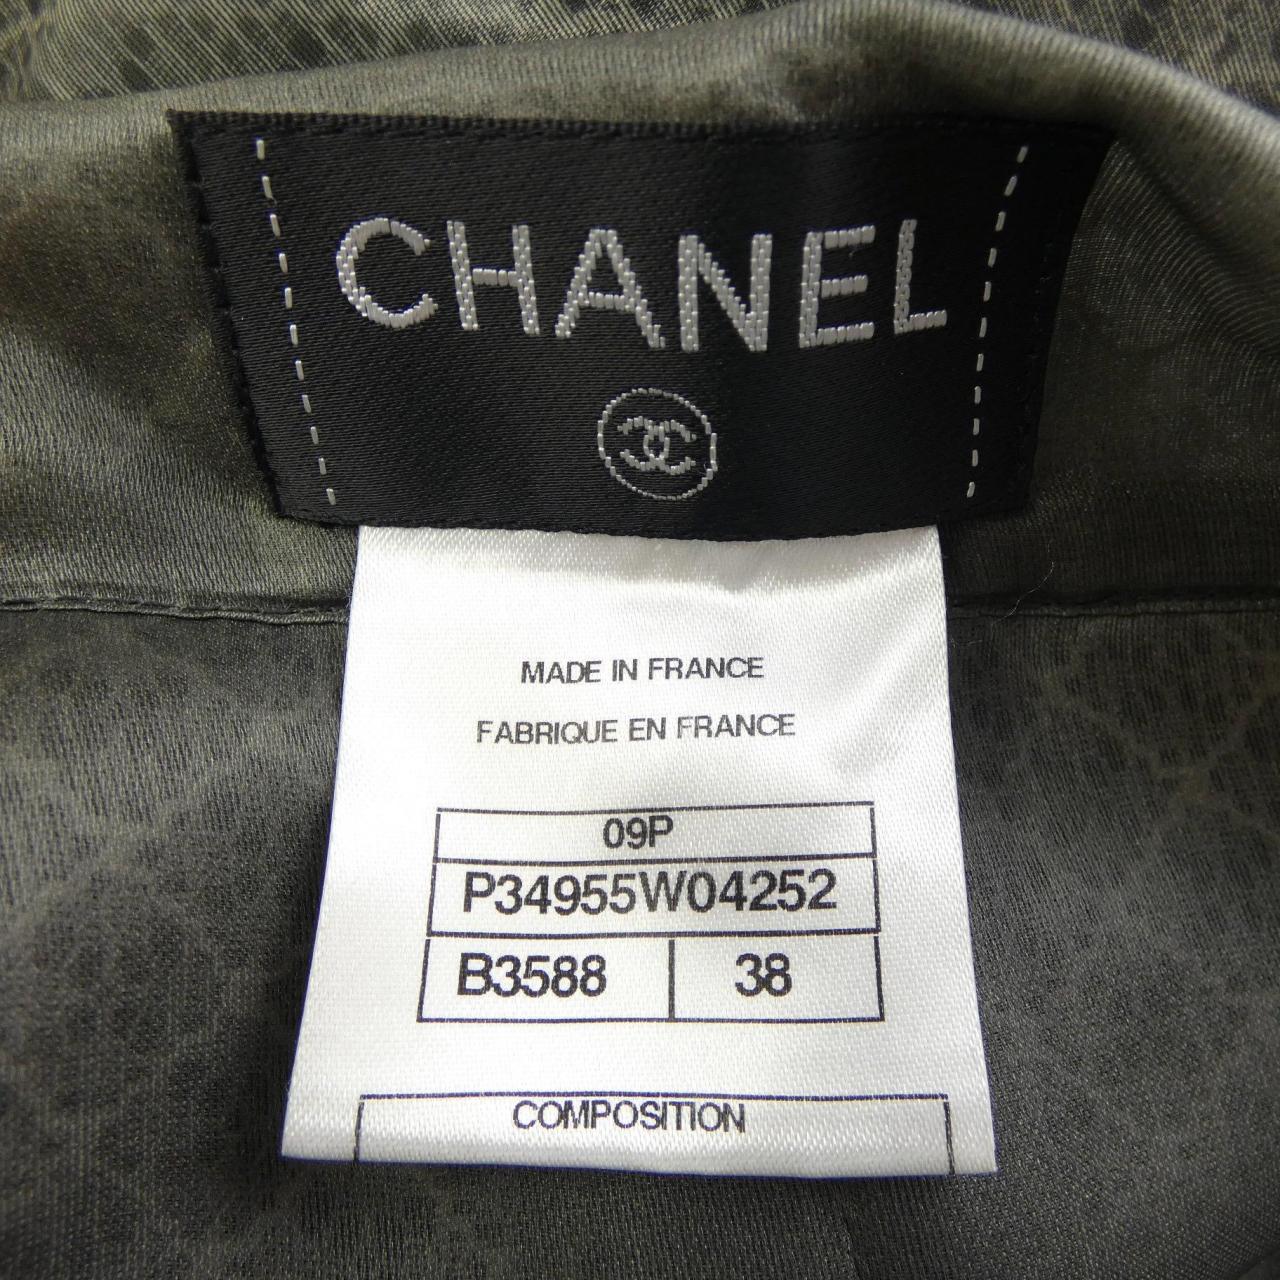 CHANEL
MADE IN FRANCE
FABRIQUE EN FRANCE
09P
P34955W04252
B3588 38
COMPOSITION